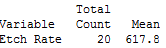 Total
Variable Count Mean
Etch Rate 20 617.8